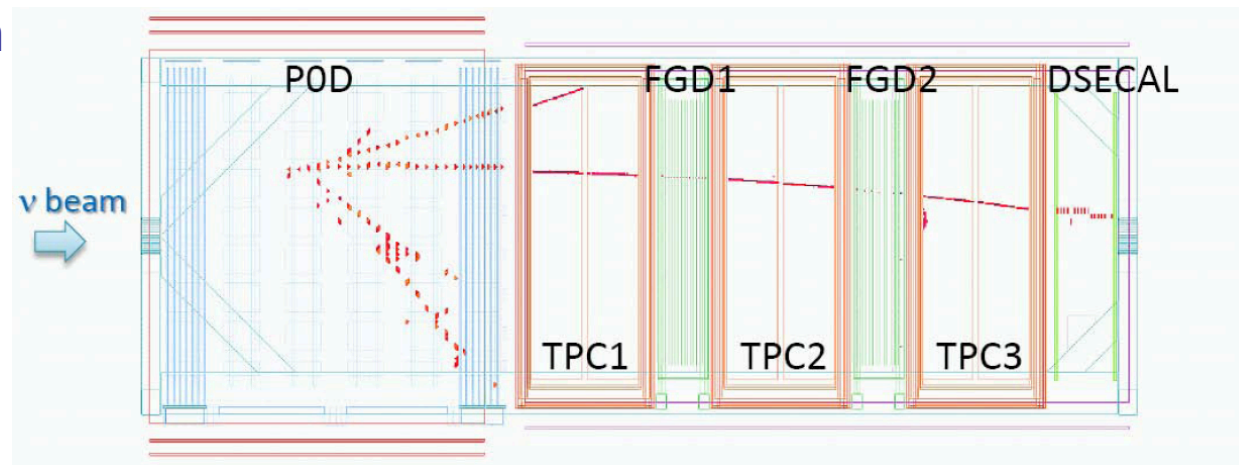 P0D FGD1 FGD2 DSECAL
ν beam
TPC1 TPC2 TPC3